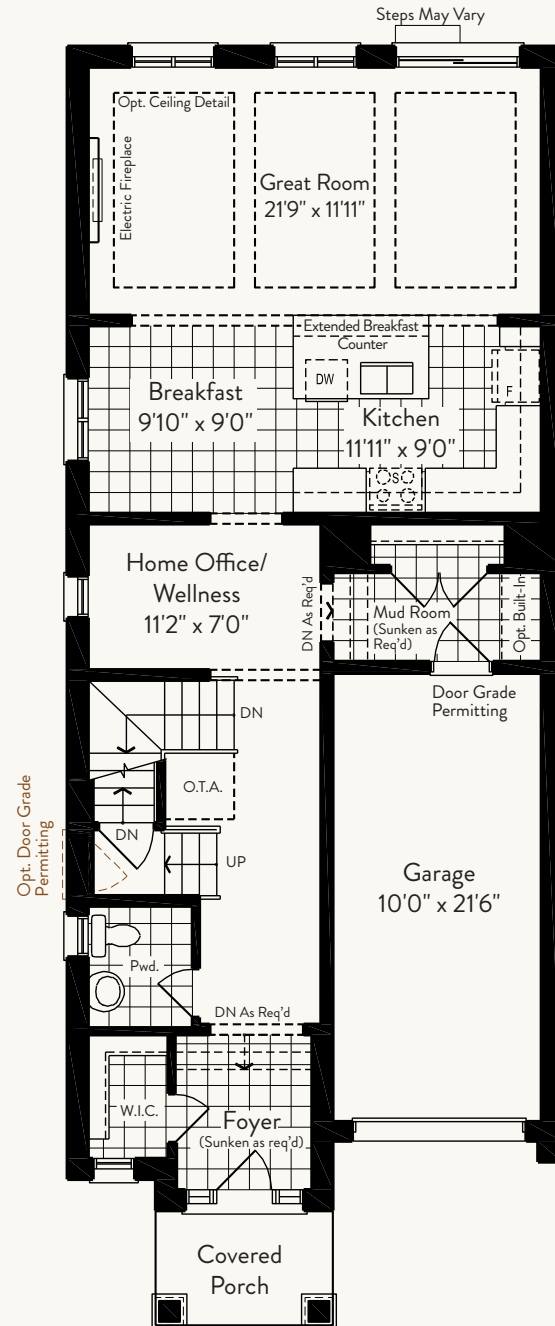 Steps May Vary
Opt. Ceiling Detail
Electric Fireplace
Great Room
21'9" x 11'11"
Extended Breakfast
Counter
DW
F
Breakfast
9'10" x 9'0"
Kitchen
11'11" x 9'0"
S
Home Office/
Wellness
11'2" x 7'0"
DN As Req'd
Mud Room
(Sunken as
Req'd)
Opt. Built-In
Door Grade
Permitting
DN
O.T.A.
DN
UP
Opt. Door Grade
Permitting
Garage
10'0" x 21'6"
Pwd.
DN As Req'd
W.I.C.
Foyer
(Sunken as req'd)
Covered
Porch